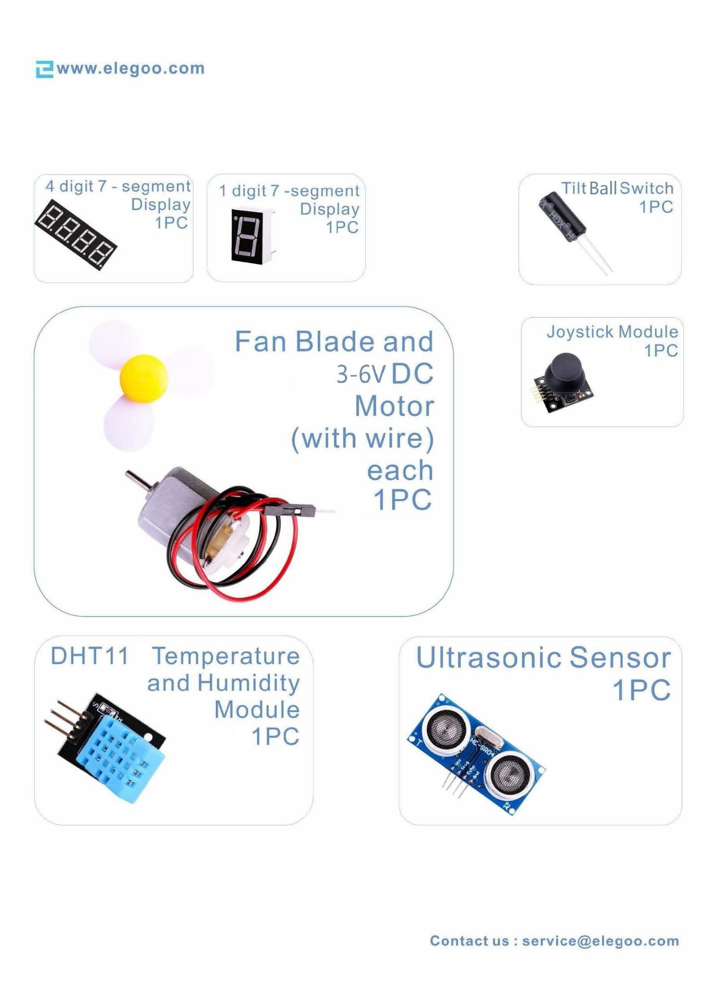 www.elegoo.com
4 digit 7 - segment
Display
1PC
1 digit 7 -segment
Display
1PC
Tilt Ball Switch
1PC
HDX
Fan Blade and
3-6V DC
Motor
(with wire)
each
1PC
Joystick Module
1PC
DHT11 Temperature
and Humidity
Module
1PC
S
Ultrasonic Sensor
1PC
T
HC-SR04
Vcc
Trig
Echo
Gnd
R
Contact us : service@elegoo.com